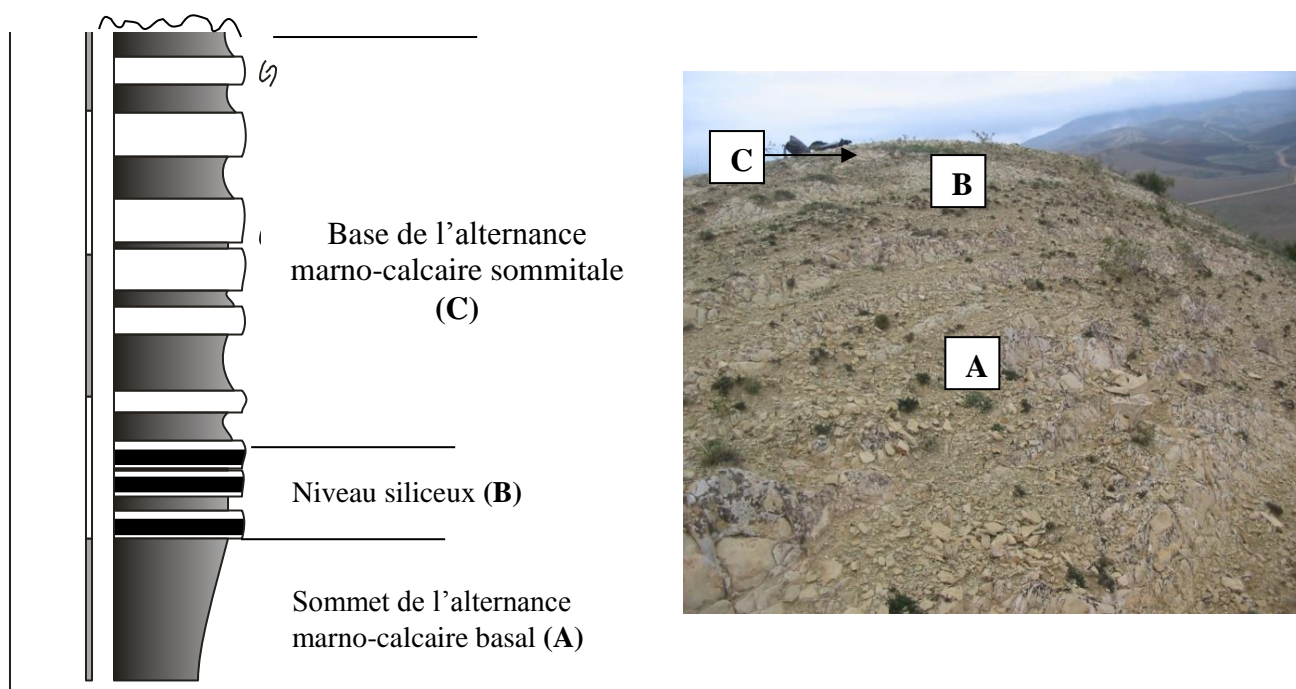 Base de l’alternance
marno-calcaire sommitale
(C)
Niveau siliceux (B)
Sommet de l’alternance
marno-calcaire basal (A)
C
B
A